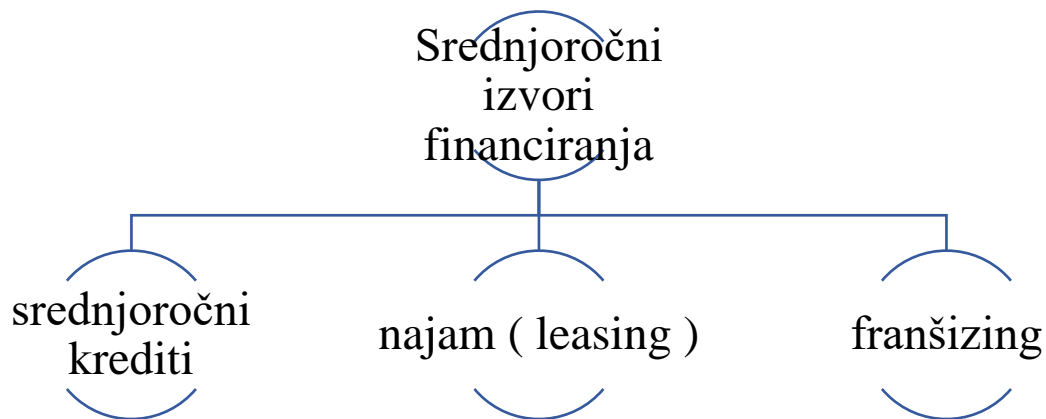 Srednjoročni
izvori
financiranja
srednjoročni
krediti
najam ( leasing )
franšizing